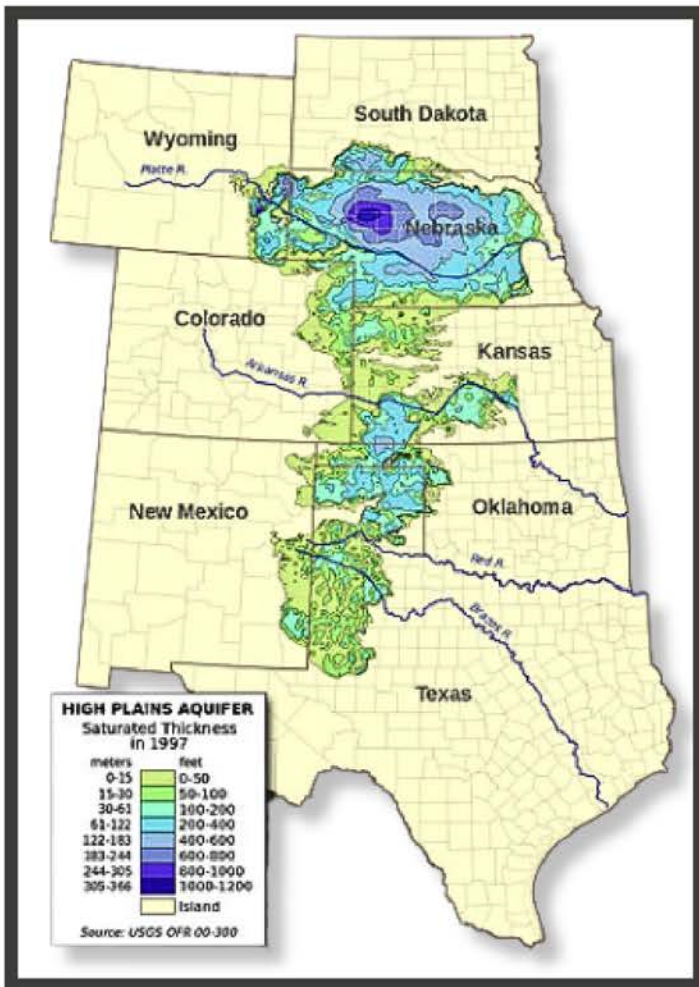 South Dakota
Wyoming
Platte R.
Nebraska
Colorado
Kansas
Arkansas R.
New Mexico
Oklahoma
Red R.
Brazos R.
Texas
HIGH PLAINS AQUIFER
Saturated Thickness
in 1997
meters feet
0-15 0-50
15-30 50-100
30-61 100-200
61-122 200-400
122-183 400-600
183-244 600-800
244-305 800-1000
305-366 1000-1200
Island
Source: USGS OFR 00-300